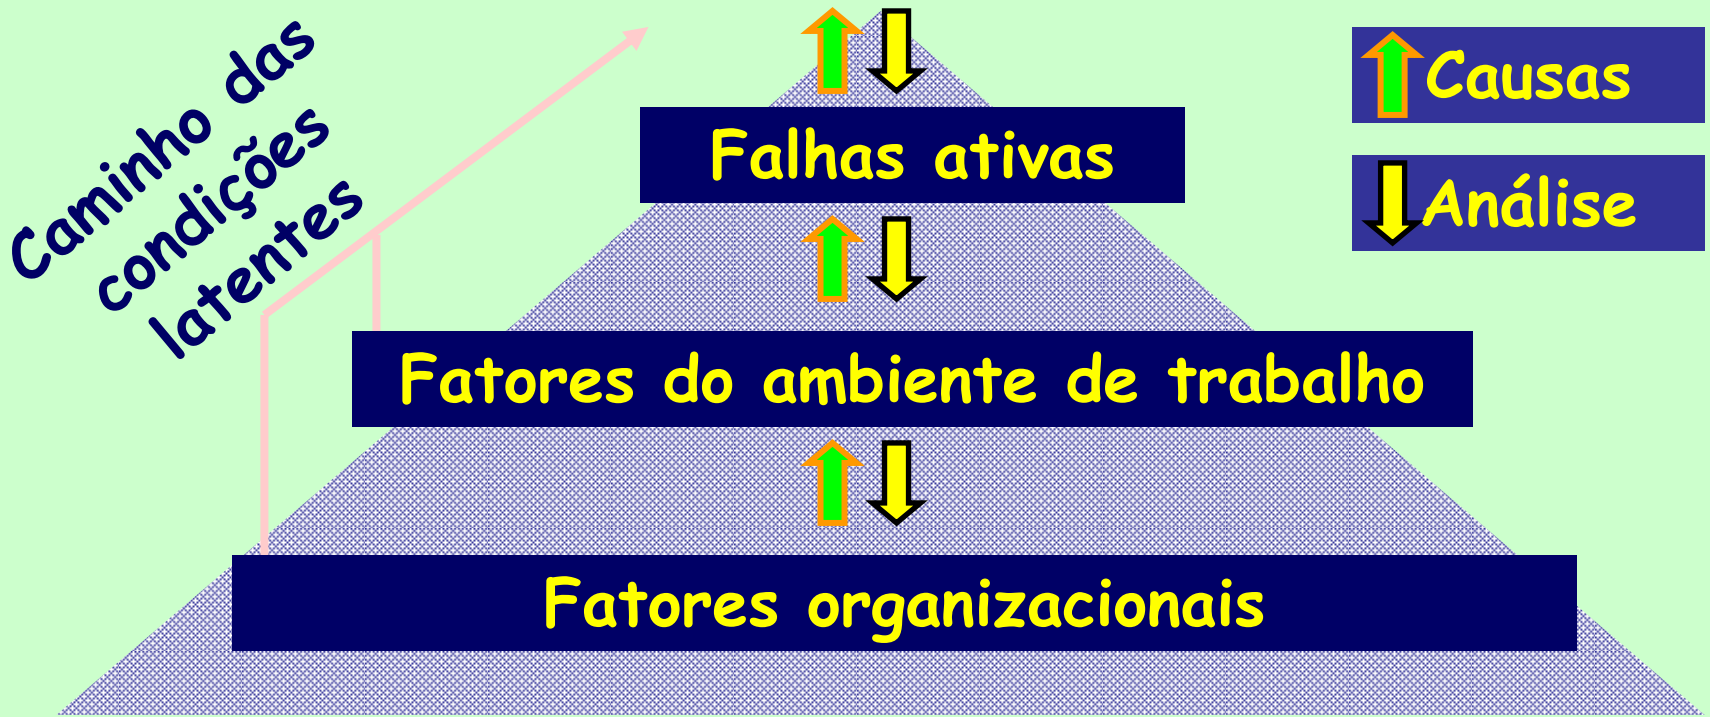 Caminho das
condições
latentes
Causas
Análise
Falhas ativas
Fatores do ambiente de trabalho
Fatores organizacionais